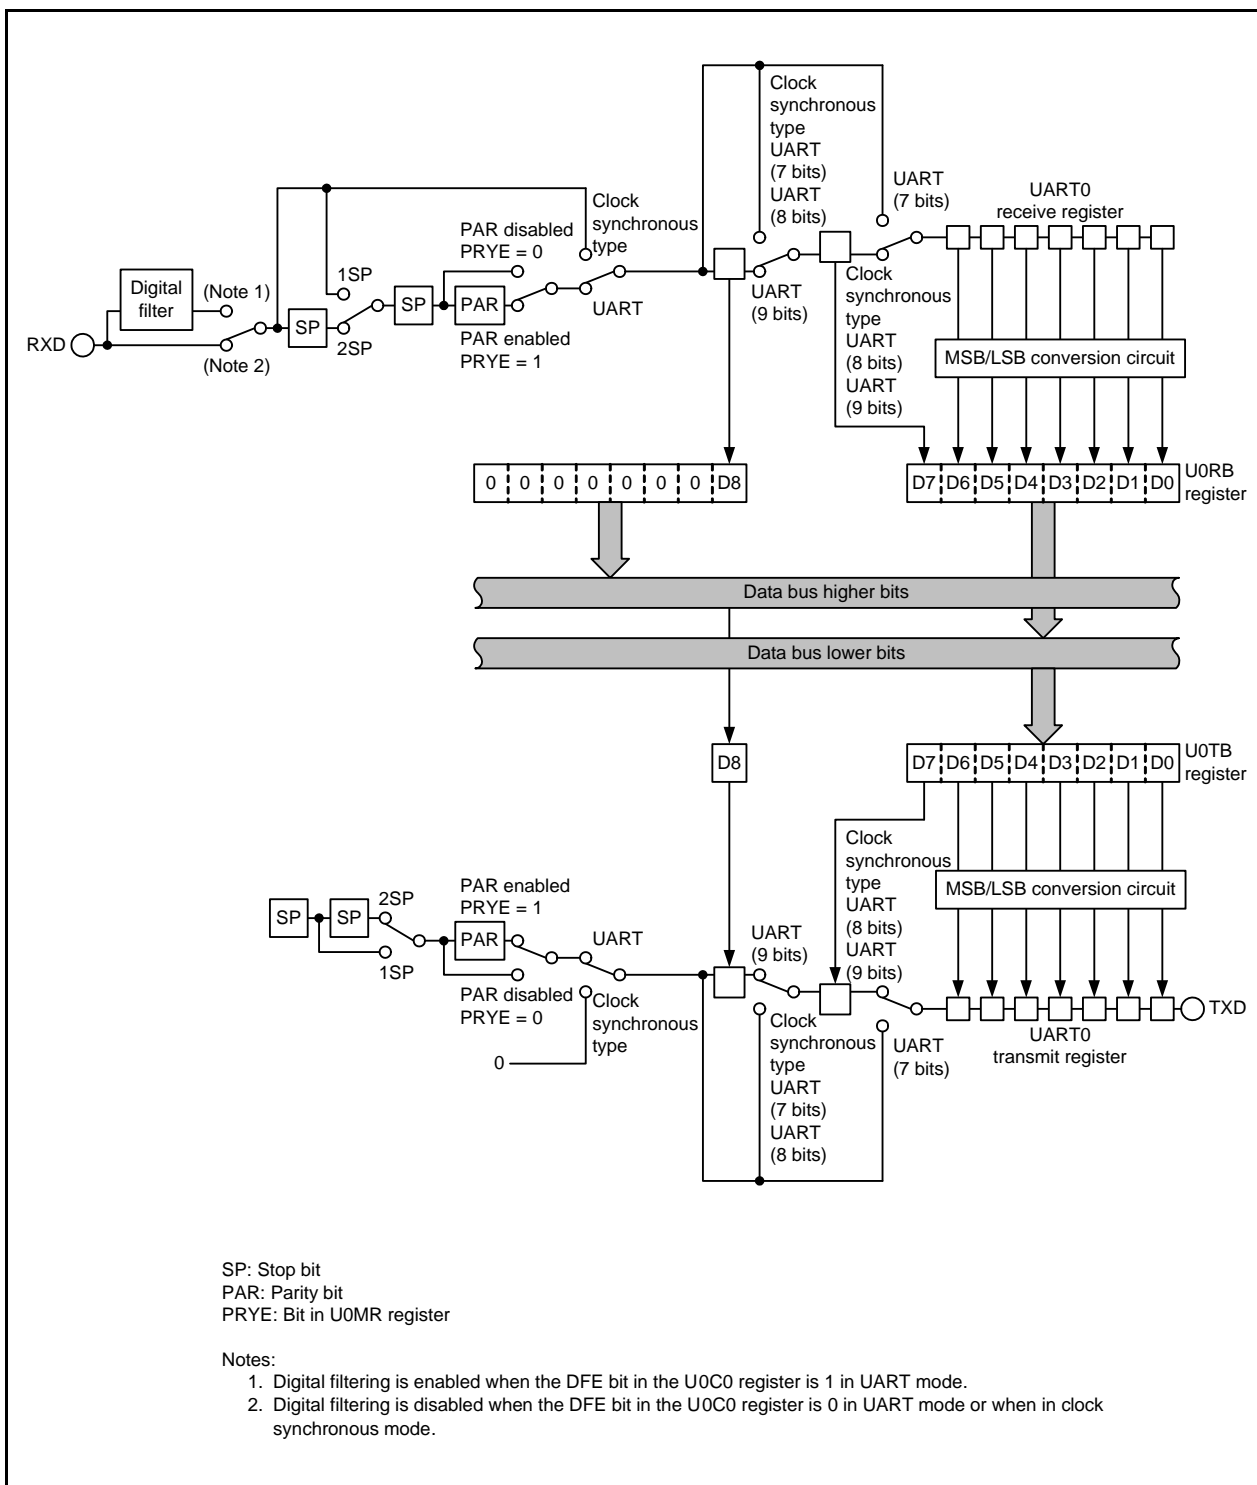 Clock
synchronous
type
UART
(7 bits)
UART
(8 bits)
UART
(7 bits)
UART0
receive register
Clock
synchronous
type
PAR disabled
PRYE = 0
1SP
Digital
filter
(Note 1)
SP
SP
PAR
UART
UART
(9 bits)
Clock
synchronous
type
UART
(8 bits)
UART
(9 bits)
RXD
(Note 2)
2SP
PAR enabled
PRYE = 1
MSB/LSB conversion circuit
0 0 0 0 0 0 0 D8
D7 D6 D5 D4 D3 D2 D1 D0
U0RB
register
Data bus higher bits
Data bus lower bits
D8
D7 D6 D5 D4 D3 D2 D1 D0
U0TB
register
Clock
synchronous
type
UART
(8 bits)
UART
(9 bits)
MSB/LSB conversion circuit
PAR enabled
PRYE = 1
2SP
SP
SP
PAR
UART
UART
(9 bits)
1SP
PAR disabled
PRYE = 0
Clock
synchronous
type
0
Clock
synchronous
type
UART
(7 bits)
UART
(8 bits)
UART
(7 bits)
UART0
transmit register
TXD
SP: Stop bit
PAR: Parity bit
PRYE: Bit in U0MR register
Notes:
1. Digital filtering is enabled when the DFE bit in the U0C0 register is 1 in UART mode.
2. Digital filtering is disabled when the DFE bit in the U0C0 register is 0 in UART mode or when in clock
synchronous mode.